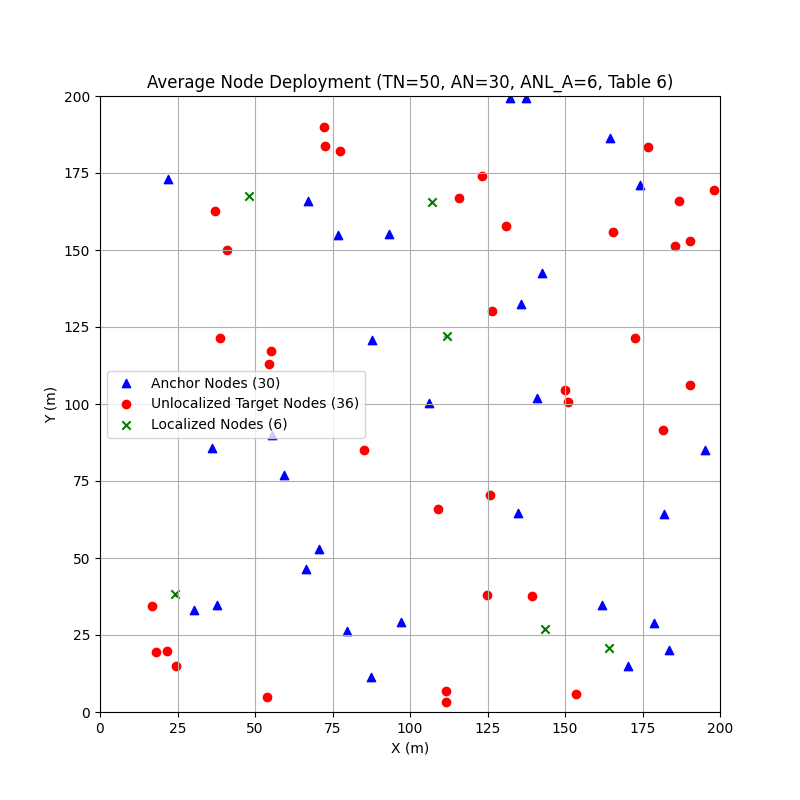 Average Node Deployment (TN=50, AN=30, ANL_A=6, Table 6)
200
175
150
125
100
75
50
25
0
Y (m)
Anchor Nodes (30)
Unlocalized Target Nodes (36)
Localized Nodes (6)
0 25 50 75 100 125 150 175 200
X (m)